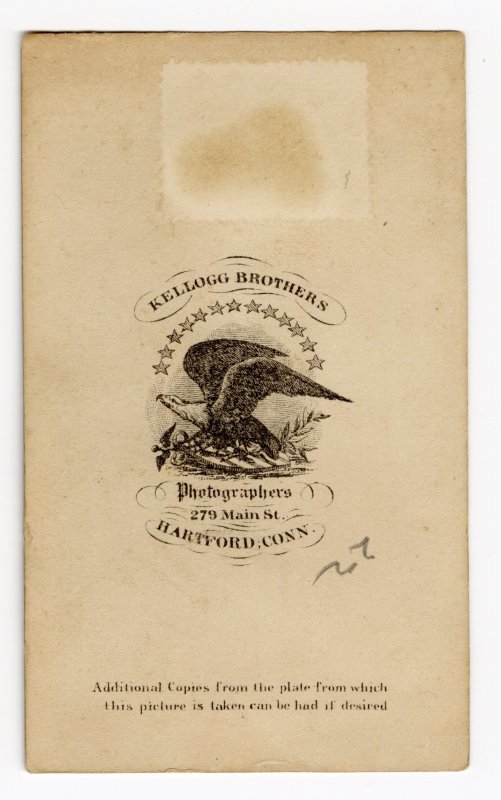 KELLOGG BROTHERS
Photographers
279 Main St.
HARTFORD, CONN.
Additional Copies from the plate from which
this picture is taken can be had if desired